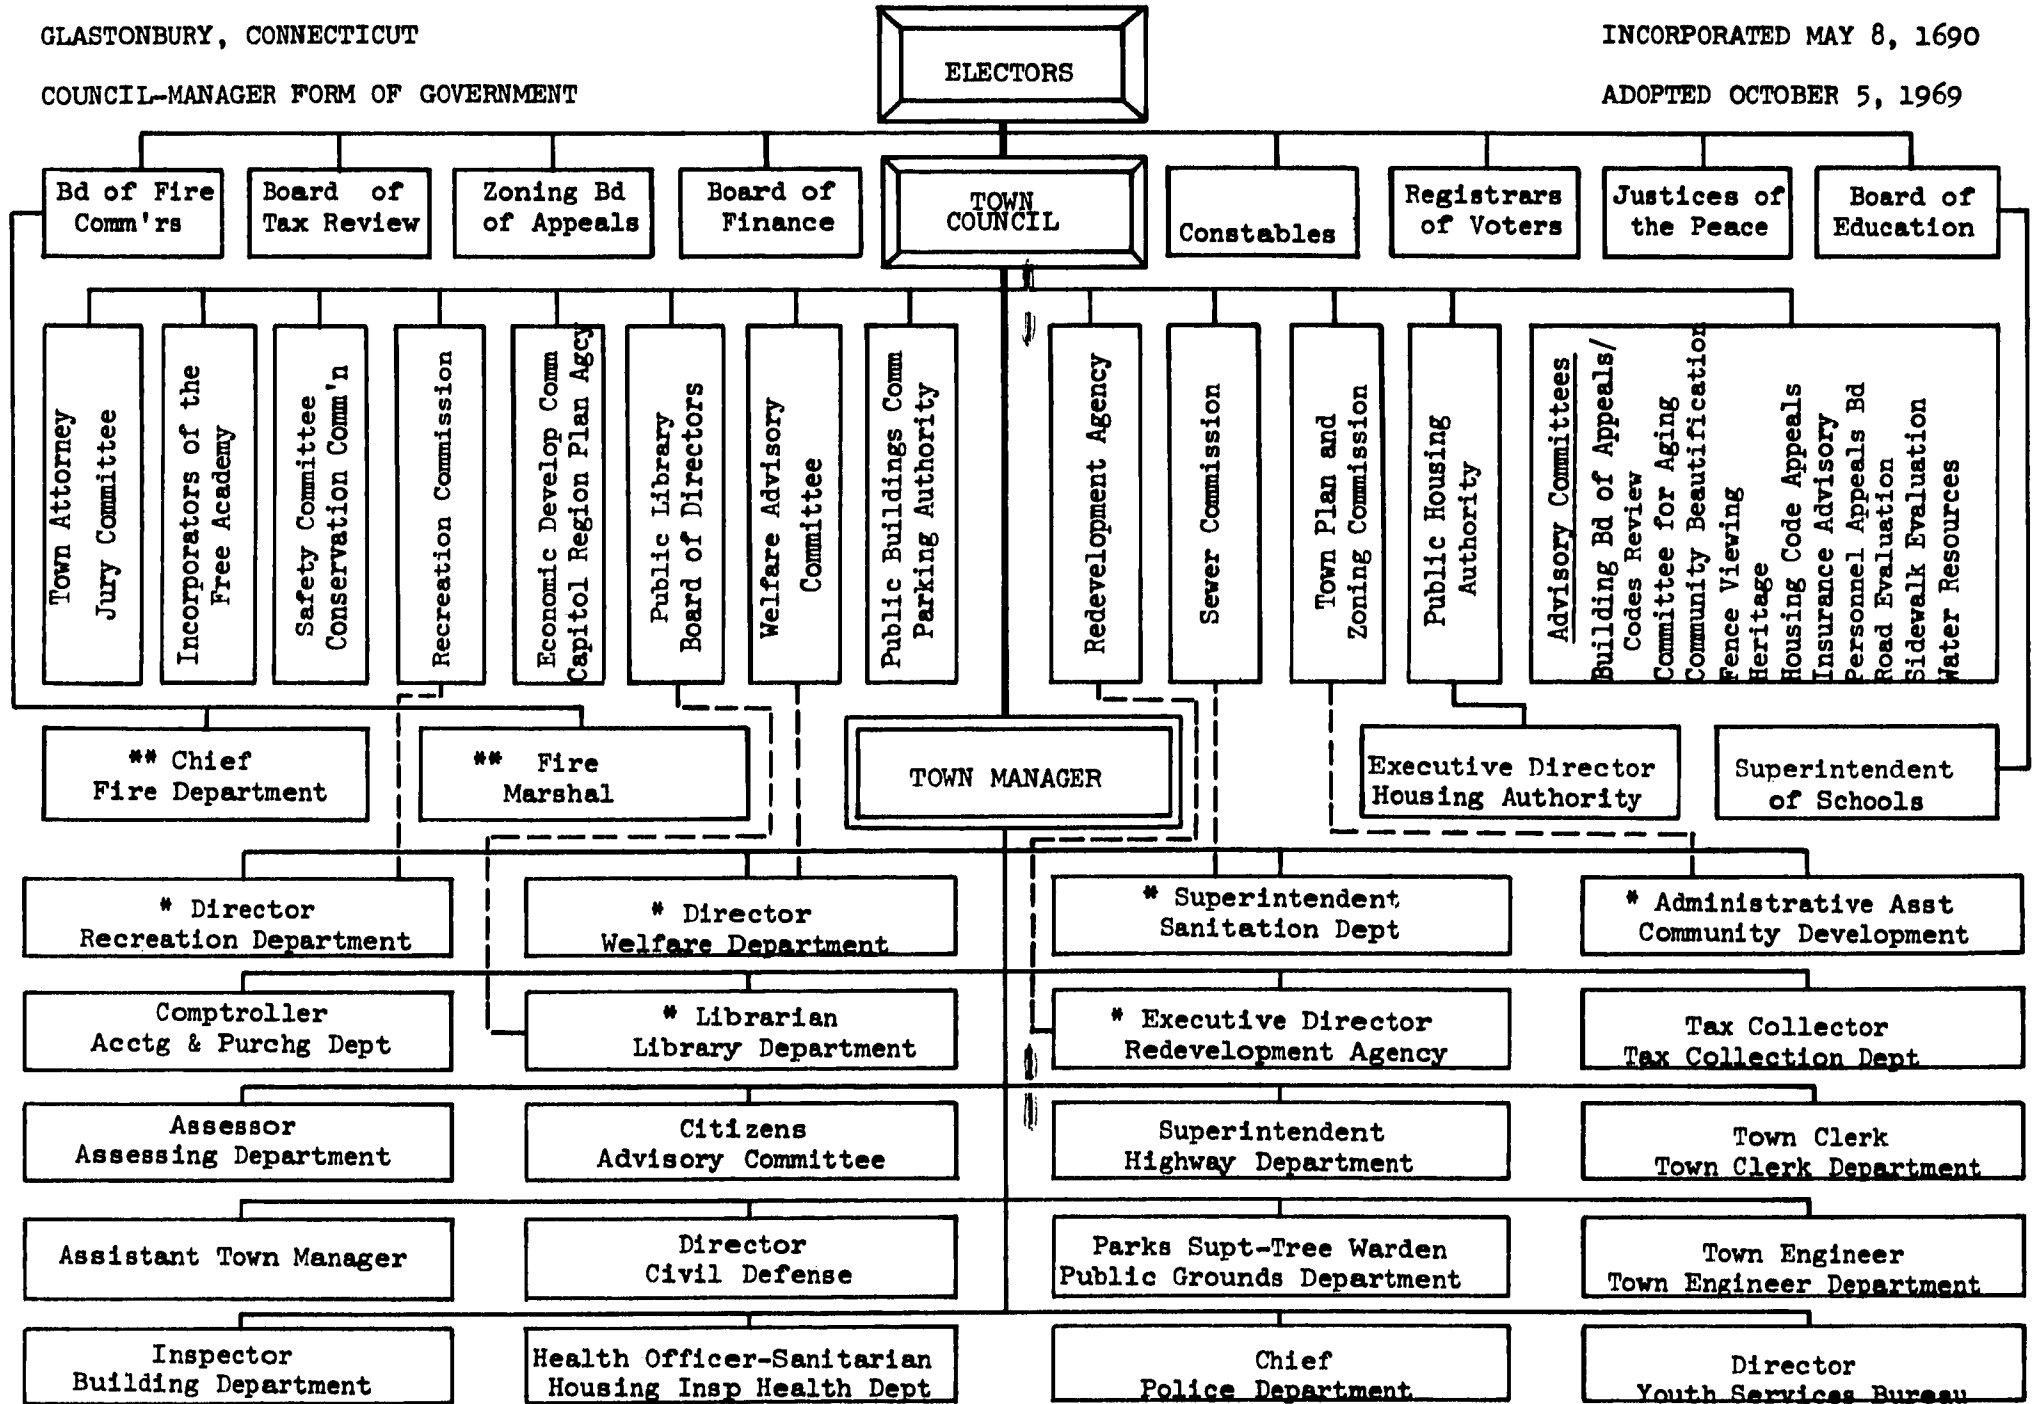 GLASTONBURY, CONNECTICUT
INCORPORATED MAY 8, 1690
COUNCIL-MANAGER FORM OF GOVERNMENT
ADOPTED OCTOBER 5, 1969
ELECTORS
Bd of Fire
Comm'rs
Board of
Tax Review
Zoning Bd
of Appeals
Board of
Finance
TOWN
COUNCIL
Constables
Registrars
of Voters
Justices of
the Peace
Board of
Education
Town Attorney
Jury Committee
Incorporators of the
Free Academy
Safety Committee
Conservation Comm'n
Recreation Commission
Economic Develop Comm
Capitol Region Plan Agcy
Public Library
Board of Directors
Welfare Advisory
Committee
Public Buildings Comm
Parking Authority
Redevelopment Agency
Sewer Commission
Town Plan and
Zoning Commission
Public Housing
Authority
Advisory Committees
Building Bd of Appeals/
Codes Review
Committee for Aging
Community Beautification
Fence Viewing
Heritage
Housing Code Appeals
Insurance Advisory
Personnel Appeals Bd
Road Evaluation
Sidewalk Evaluation
Water Resources
** Chief
Fire Department
** Fire
Marshal
TOWN MANAGER
Executive Director
Housing Authority
Superintendent
of Schools
* Director
Recreation Department
* Director
Welfare Department
* Superintendent
Sanitation Dept
* Administrative Asst
Community Development
Comptroller
Acctg & Purchg Dept
* Librarian
Library Department
* Executive Director
Redevelopment Agency
Tax Collector
Tax Collection Dept
Assessor
Assessing Department
Citizens
Advisory Committee
Superintendent
Highway Department
Town Clerk
Town Clerk Department
Assistant Town Manager
Director
Civil Defense
Parks Supt-Tree Warden
Public Grounds Department
Town Engineer
Town Engineer Department
Inspector
Building Department
Health Officer-Sanitarian
Housing Insp Health Dept
Chief
Police Department
Director
Youth Services Bureau